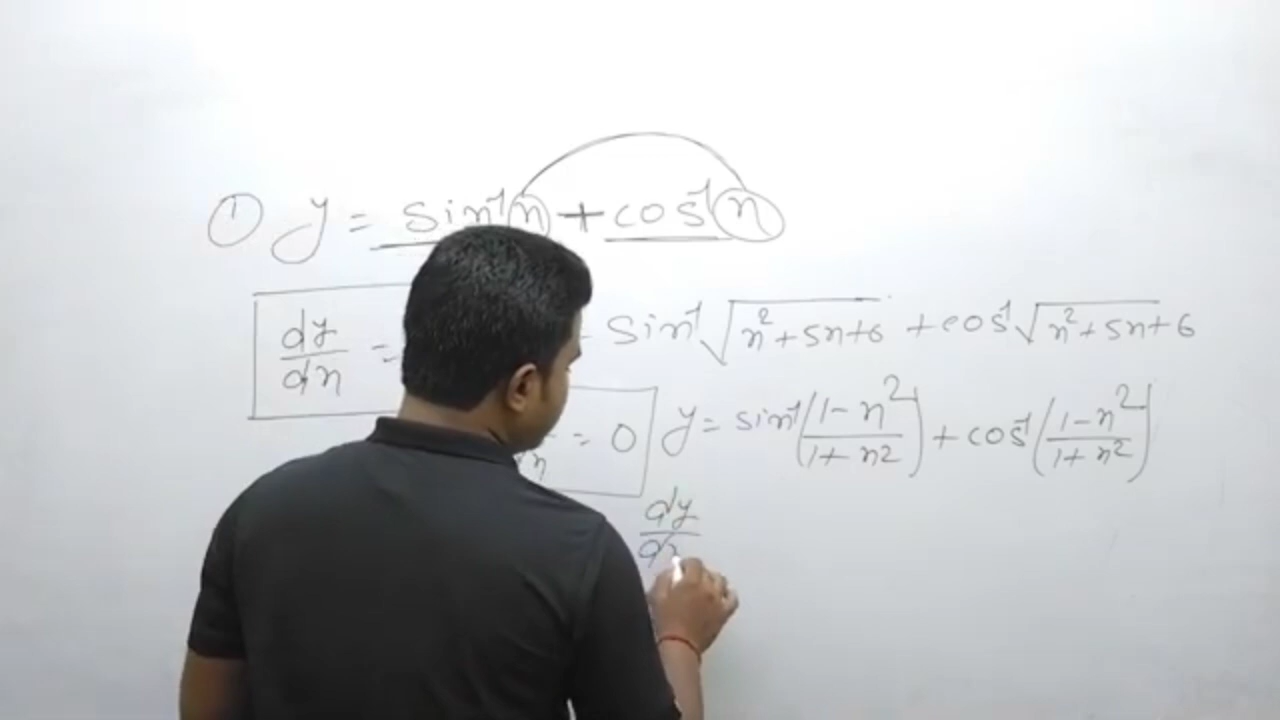 ① y = sin⁻¹x + cos⁻¹x
dy/dx =
sin⁻¹√(x²+5x+6) + cos⁻¹√(x²+5x+6)
= 0
y = sin⁻¹((1-x²)/(1+x²)) + cos⁻¹((1-x²)/(1+x²))
dy/dx